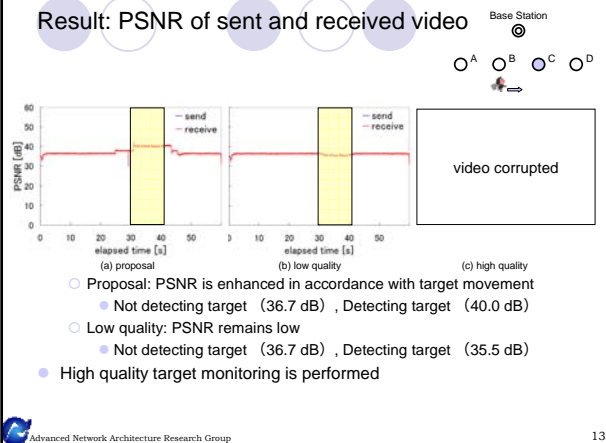 Result: PSNR of sent and received video
Base Station
A B C D
60
50
40
30
20
10
0
PSNR [dB]
send
receive
0 10 20 30 40 50
elapsed time [s]
(a) proposal
send
receive
0 10 20 30 40 50
elapsed time [s]
(b) low quality
video corrupted
(c) high quality
Proposal: PSNR is enhanced in accordance with target movement
Not detecting target （36.7 dB）, Detecting target （40.0 dB）
Low quality: PSNR remains low
Not detecting target （36.7 dB）, Detecting target （35.5 dB）
High quality target monitoring is performed
Advanced Network Architecture Research Group
13